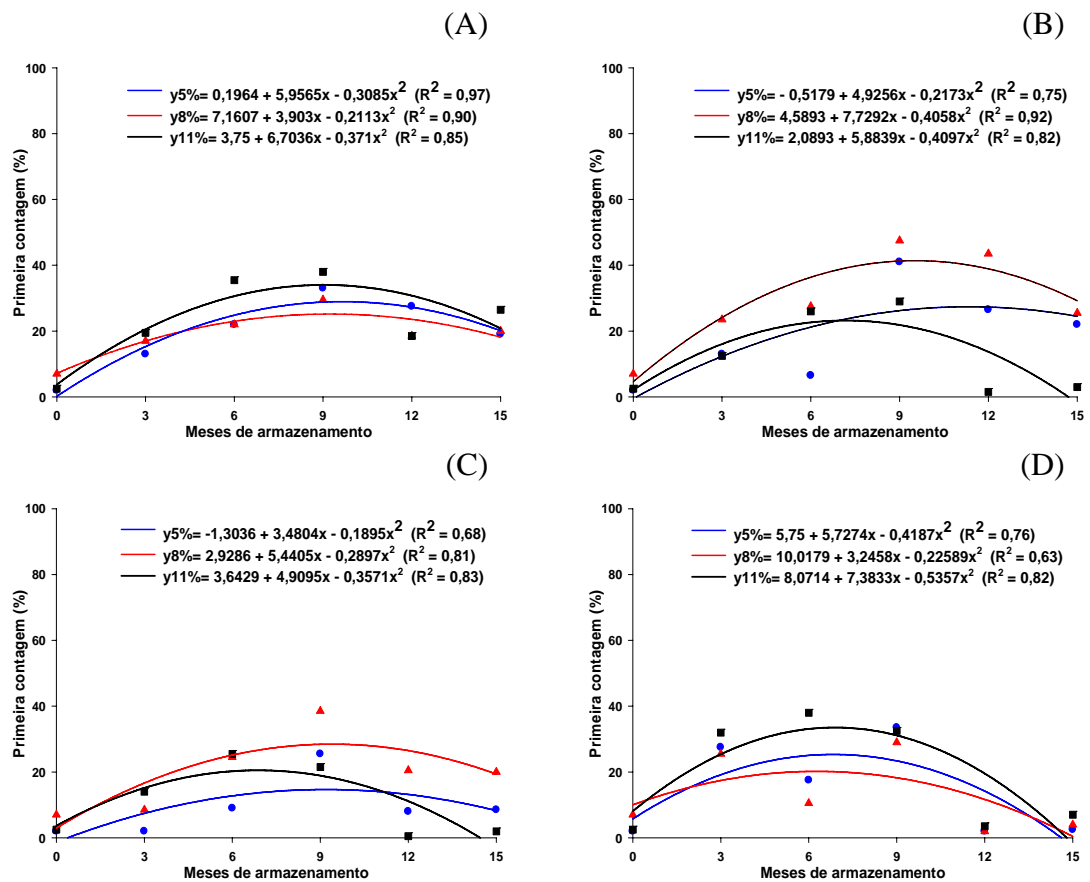 (A)
100
80
60
40
20
0
Primeira contagem (%)
y5%= 0,1964 + 5,9565x - 0,3085x² (R² = 0,97)
y8%= 7,1607 + 3,903x - 0,2113x² (R² = 0,90)
y11%= 3,75 + 6,7036x - 0,371x² (R² = 0,85)
0 3 6 9 12 15
Meses de armazenamento
(B)
100
80
60
40
20
0
Primeira contagem (%)
y5%= - 0,5179 + 4,9256x - 0,2173x² (R² = 0,75)
y8%= 4,5893 + 7,7292x - 0,4058x² (R² = 0,92)
y11%= 2,0893 + 5,8839x - 0,4097x² (R² = 0,82)
0 3 6 9 12 15
Meses de armazenamento
(C)
100
80
60
40
20
0
Primeira contagem (%)
y5%= -1,3036 + 3,4804x - 0,1895x² (R² = 0,68)
y8%= 2,9286 + 5,4405x - 0,2897x² (R² = 0,81)
y11%= 3,6429 + 4,9095x - 0,3571x² (R² = 0,83)
0 3 6 9 12 15
Meses de armazenamento
(D)
100
80
60
40
20
0
Primeira contagem (%)
y5%= 5,75 + 5,7274x - 0,4187x² (R² = 0,76)
y8%= 10,0179 + 3,2458x - 0,22589x² (R² = 0,63)
y11%= 8,0714 + 7,3833x - 0,5357x² (R² = 0,82)
0 3 6 9 12 15
Meses de armazenamento